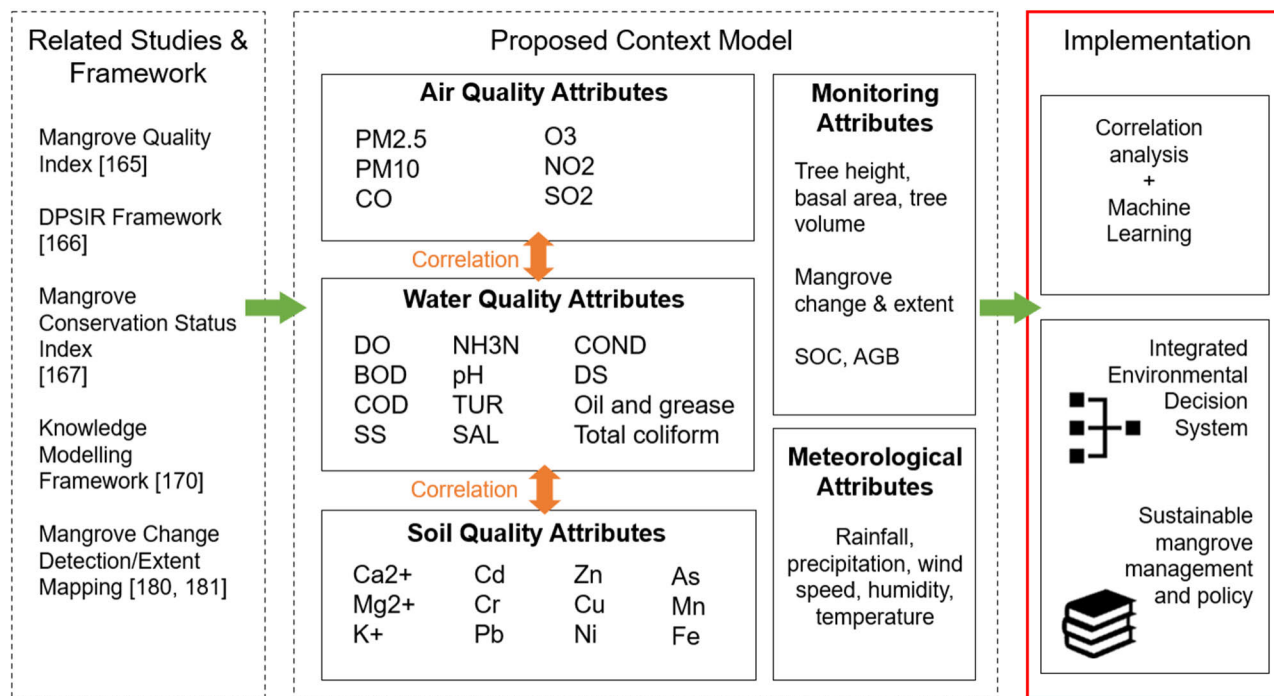 Related Studies &
Framework
Mangrove Quality
Index [165]
DPSIR Framework
[166]
Mangrove
Conservation Status
Index
[167]
Knowledge
Modelling
Framework [170]
Mangrove Change
Detection/Extent
Mapping [180, 181]
Proposed Context Model
Air Quality Attributes
PM2.5
PM10
CO
O3
NO2
SO2
Correlation
Water Quality Attributes
DO
BOD
COD
SS
NH3N
pH
TUR
SAL
COND
DS
Oil and grease
Total coliform
Correlation
Soil Quality Attributes
Ca2+
Mg2+
K+
Cd
Cr
Pb
Zn
Cu
Ni
As
Mn
Fe
Monitoring
Attributes
Tree height,
basal area, tree
volume
Mangrove
change & extent
SOC, AGB
Meteorological
Attributes
Rainfall,
precipitation, wind
speed, humidity,
temperature
Implementation
Correlation
analysis
+
Machine
Learning
Integrated
Environmental
Decision
System
Sustainable
mangrove
management
and policy